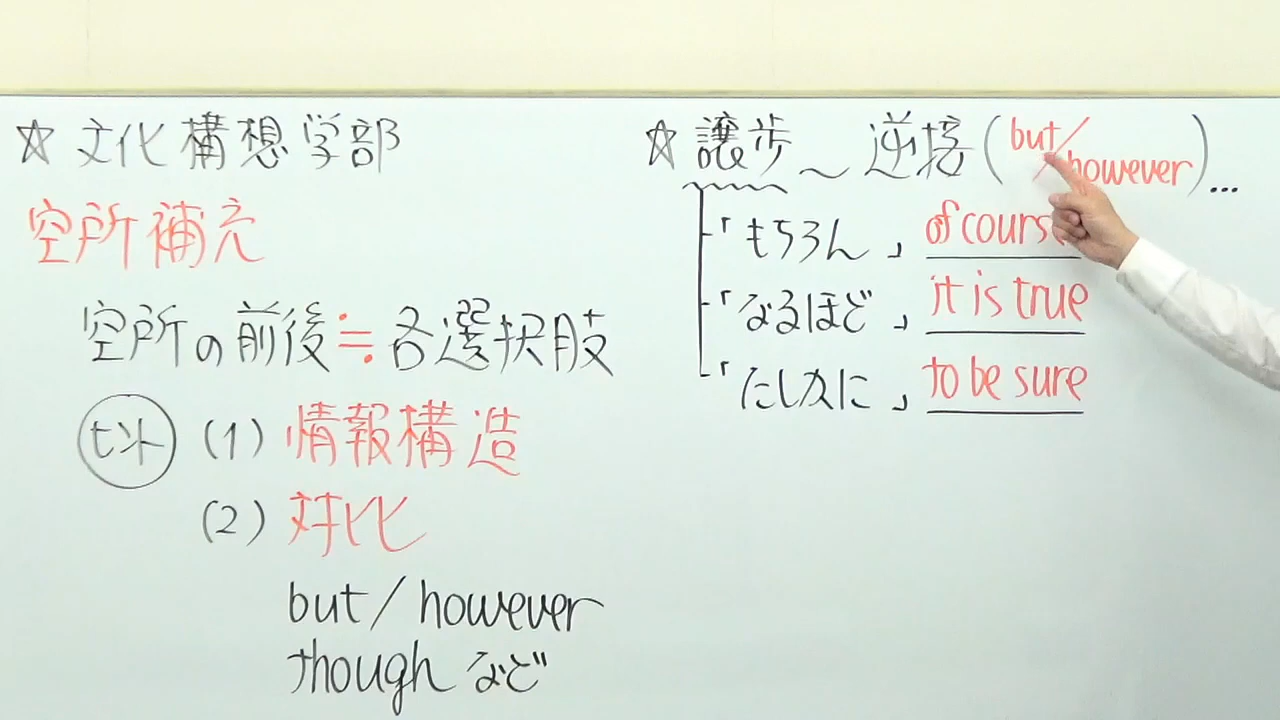 ☆ 文化構想学部
空所補充
空所の前後≒各選択肢
ヒント (1) 情報構造
(2) 対比
but / however
though など
☆ 譲歩 ~ 逆接 (but / however) ...
「もちろん」 of cours
「なるほど」 it is true
「たしかに」 to be sure